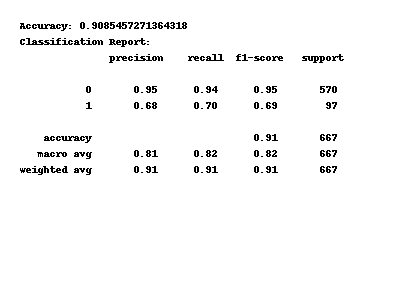 Accuracy: 0.9085457271364318
Classification Report:
precision recall f1-score support
0 0.95 0.94 0.95 570
1 0.68 0.70 0.69 97
accuracy 0.91 667
macro avg 0.81 0.82 0.82 667
weighted avg 0.91 0.91 0.91 667